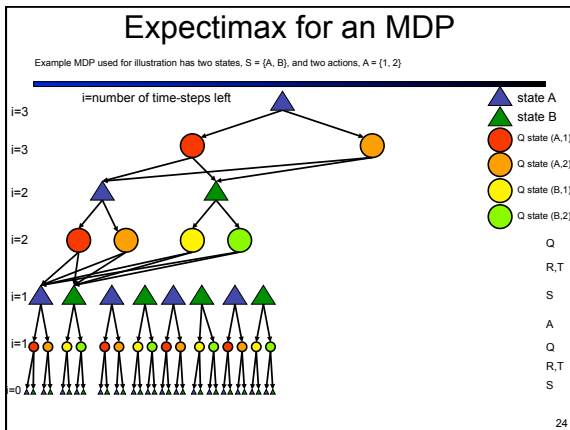 Expectimax for an MDP
Example MDP used for illustration has two states, S = {A, B}, and two actions, A = {1, 2}
i=number of time-steps left
i=3
i=3
i=2
i=2
i=1
i=1
i=0
state A
state B
Q state (A,1)
Q state (A,2)
Q state (B,1)
Q state (B,2)
Q
R,T
S
A
Q
R,T
S
24